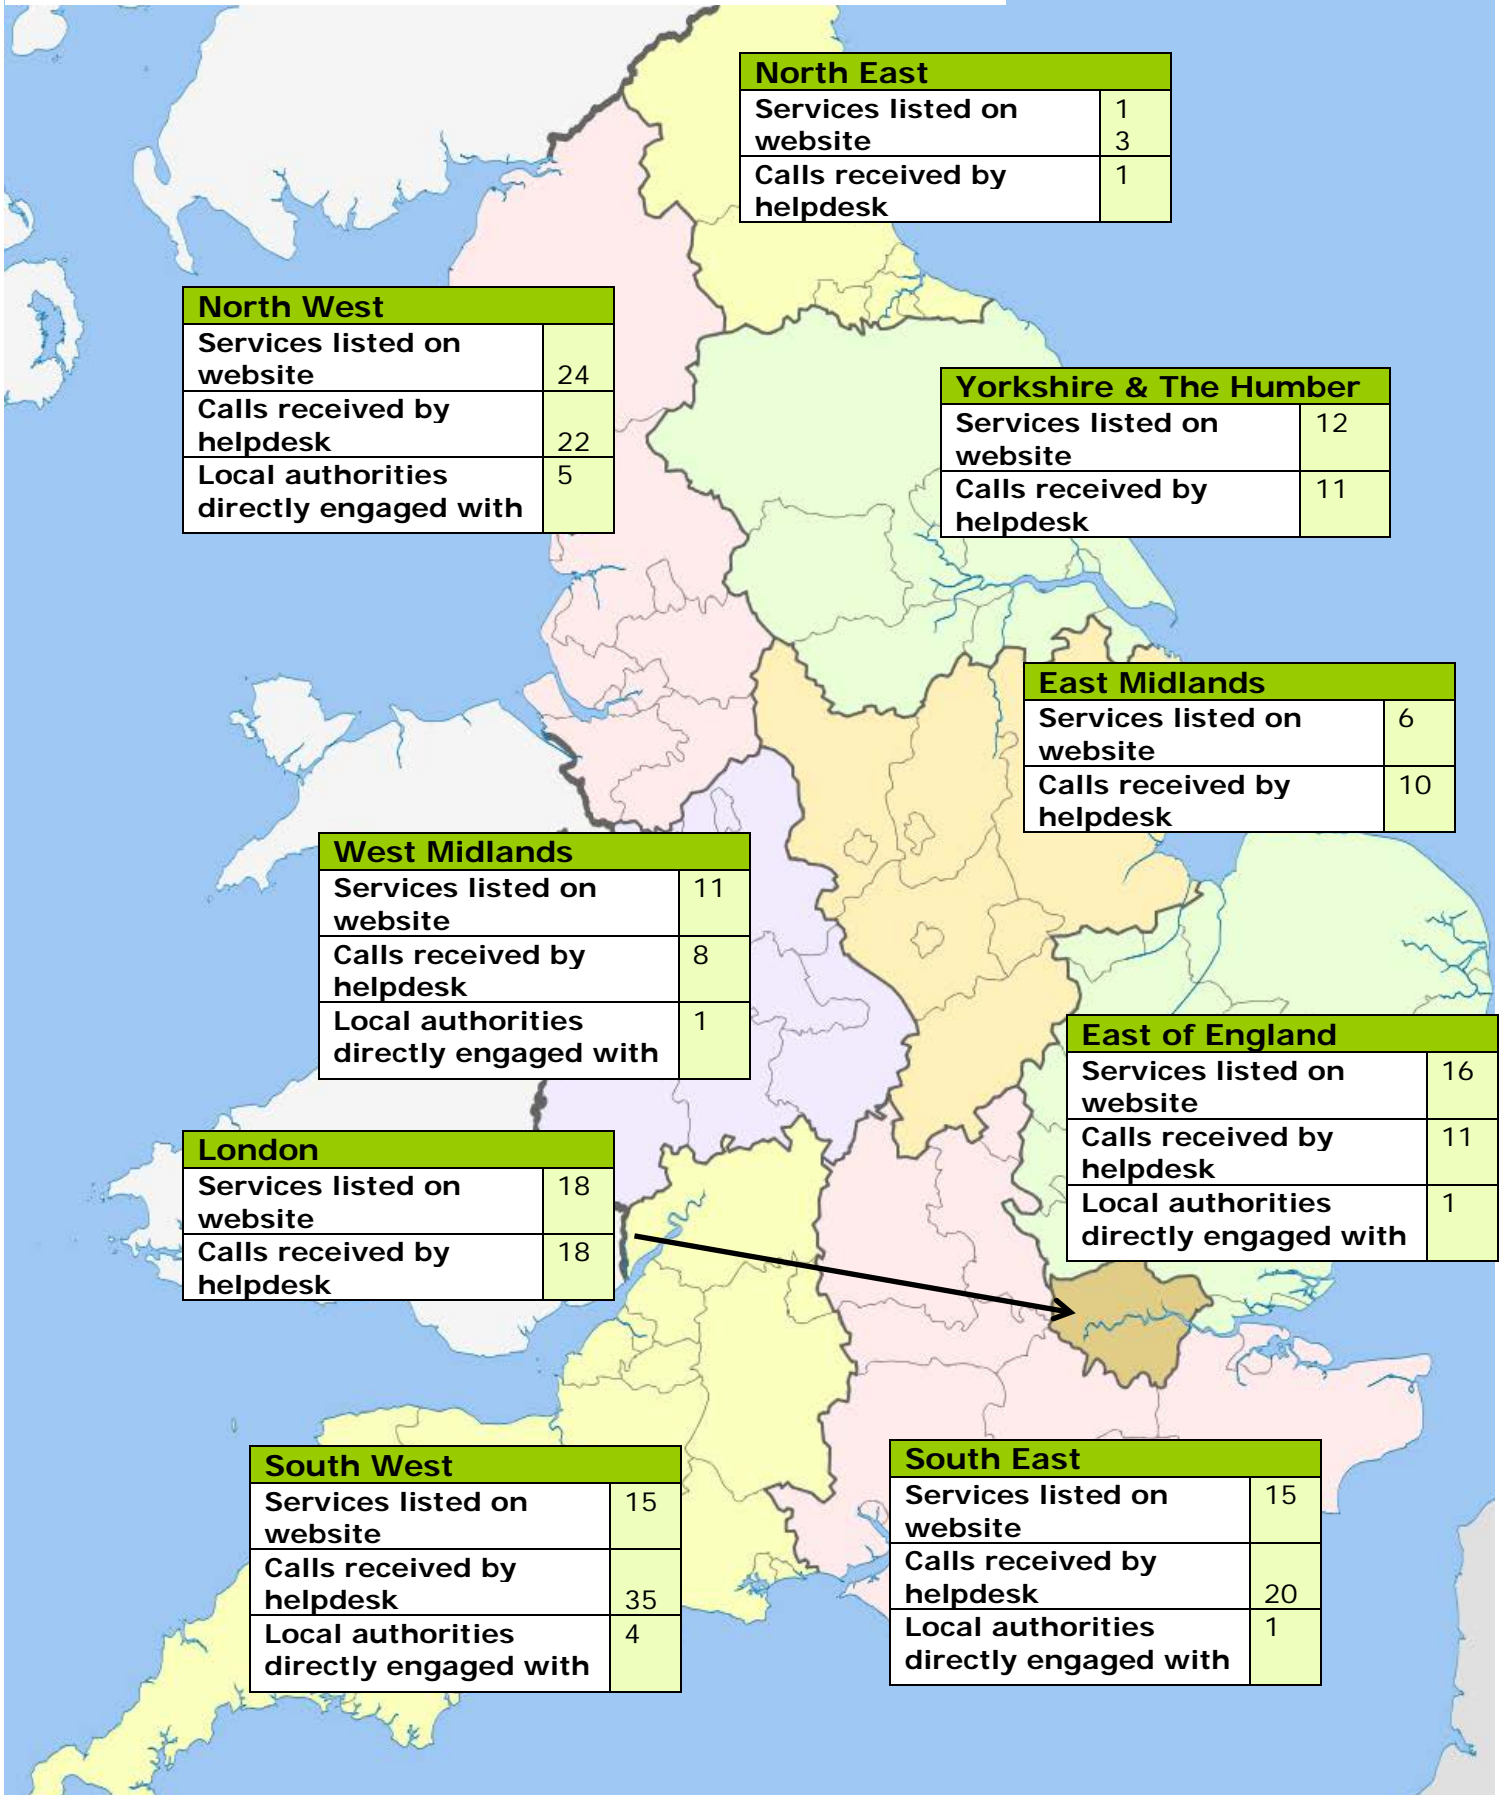 North East
Services listed on 1
website 3
Calls received by 1
helpdesk
North West
Services listed on
website 24
Calls received by
helpdesk 22
Local authorities 5
directly engaged with
Yorkshire & The Humber
Services listed on 12
website
Calls received by 11
helpdesk
East Midlands
Services listed on 6
website
Calls received by 10
helpdesk
West Midlands
Services listed on 11
website
Calls received by 8
helpdesk
Local authorities 1
directly engaged with
East of England
Services listed on 16
website
Calls received by 11
helpdesk
Local authorities 1
directly engaged with
London
Services listed on 18
website
Calls received by 18
helpdesk
South West
Services listed on 15
website
Calls received by
helpdesk 35
Local authorities 4
directly engaged with
South East
Services listed on 15
website
Calls received by
helpdesk 20
Local authorities 1
directly engaged with